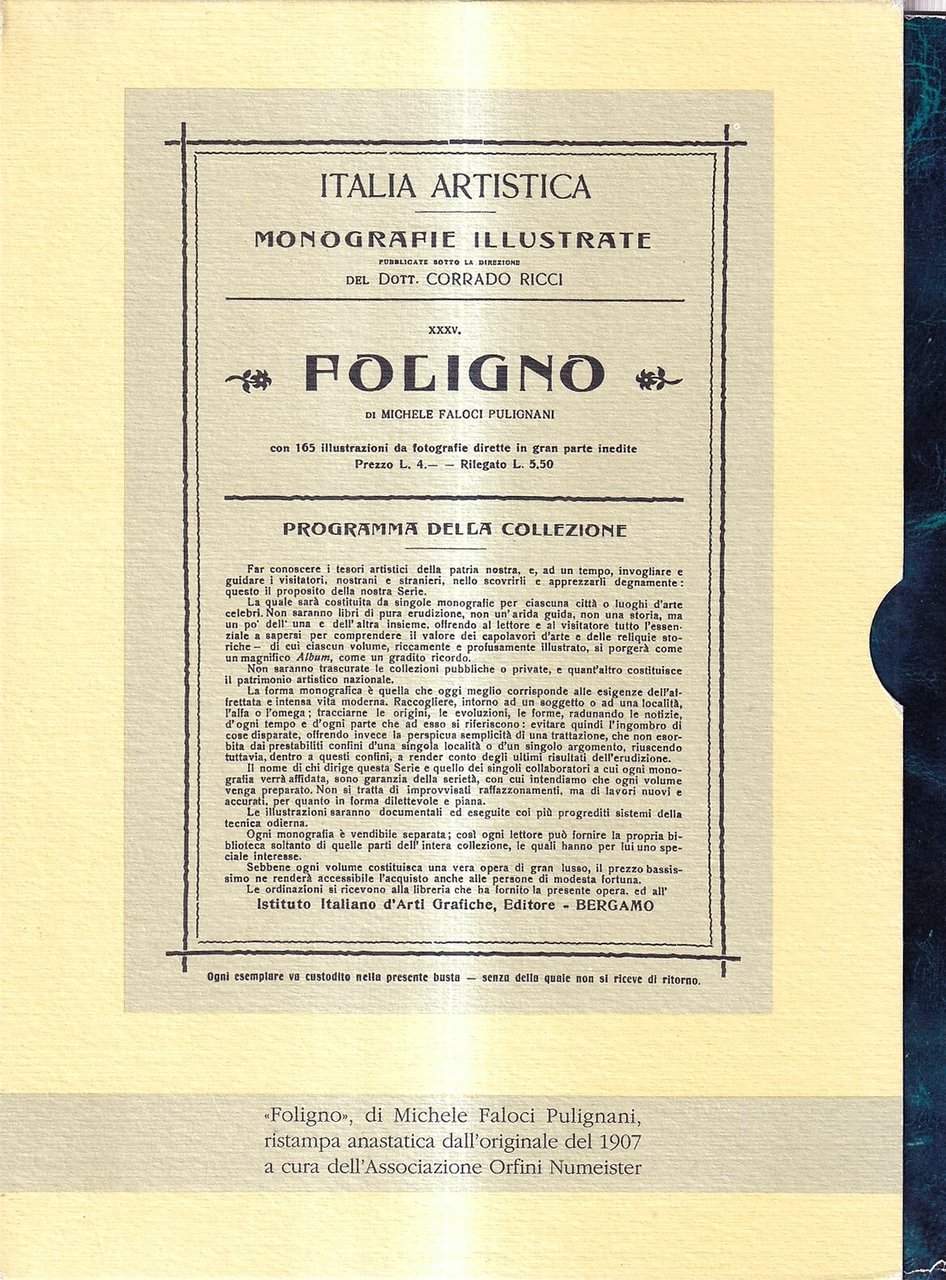 ITALIA ARTISTICA
MONOGRAFIE ILLUSTRATE
PUBBLICATE SOTTO LA DIREZIONE
DEL DOTT. CORRADO RICCI
XXXV.
FOLIGNO
DI MICHELE FALOCI PULIGNANI
con 165 illustrazioni da fotografie dirette in gran parte inedite
Prezzo L. 4.— — Rilegato L. 5.50
PROGRAMMA DELLA COLLEZIONE
Far conoscere i tesori artistici della patria nostra, e, ad un tempo, invogliare e
guidare i visitatori, nostrani e stranieri, nello scovrirli e apprezzarli degnamente:
questo il proposito della nostra Serie.
La quale sarà costituita da singole monografie per ciascuna città o luoghi d'arte
celebri. Non saranno libri di pura erudizione, non un'arida guida, non una storia, ma
un po' dell' una e dell'altra insieme, offrendo al lettore e al visitatore tutto l'essen-
ziale a sapersi per comprendere il valore dei capolavori d'arte e delle reliquie sto-
riche — di cui ciascun volume, riccamente e profusamente illustrato, si porgerà come
un magnifico Album, come un gradito ricordo.
Non saranno trascurate le collezioni pubbliche o private, e quant'altro costituisce
il patrimonio artistico nazionale.
La forma monografica è quella che oggi meglio corrisponde alle esigenze dell'af-
frettata e intensa vita moderna. Raccogliere, intorno ad un soggetto o ad una località,
l'alfa o l'omega; tracciarne le origini, le evoluzioni, le forme, radunando le notizie,
d'ogni tempo e d'ogni parte che ad esso si riferiscono: evitare quindi l'ingombro di
cose disparate, offrendo invece la perspicua semplicità di una trattazione, che non esor-
bita dai prestabiliti confini d'una singola località o d'un singolo argomento, riuscendo
tuttavia, dentro a questi confini, a render conto degli ultimi risultati dell'erudizione.
Il nome di chi dirige questa Serie e quello dei singoli collaboratori a cui ogni mono-
grafia verrà affidata, sono garanzia della serietà, con cui intendiamo che ogni volume
venga preparato. Non si tratta di improvvisati raffazzonamenti, ma di lavori nuovi e
accurati, per quanto in forma dilettevole e piana.
Le illustrazioni saranno documentali ed eseguite coi più progrediti sistemi della
tecnica odierna.
Ogni monografia è vendibile separata; così ogni lettore può fornire la propria bi-
blioteca soltanto di quelle parti dell'intera collezione, le quali hanno per lui uno spe-
ciale interesse.
Sebbene ogni volume costituisca una vera opera di gran lusso, il prezzo bassis-
simo ne renderà accessibile l'acquisto anche alle persone di modesta fortuna.
Le ordinazioni si ricevono alla libreria che ha fornito la presente opera. ed all'
Istituto Italiano d'Arti Grafiche, Editore - BERGAMO
Ogni esemplare va custodito nella presente busta — senza della quale non si riceve di ritorno.
«Foligno», di Michele Faloci Pulignani,
ristampa anastatica dall'originale del 1907
a cura dell'Associazione Orfini Numeister